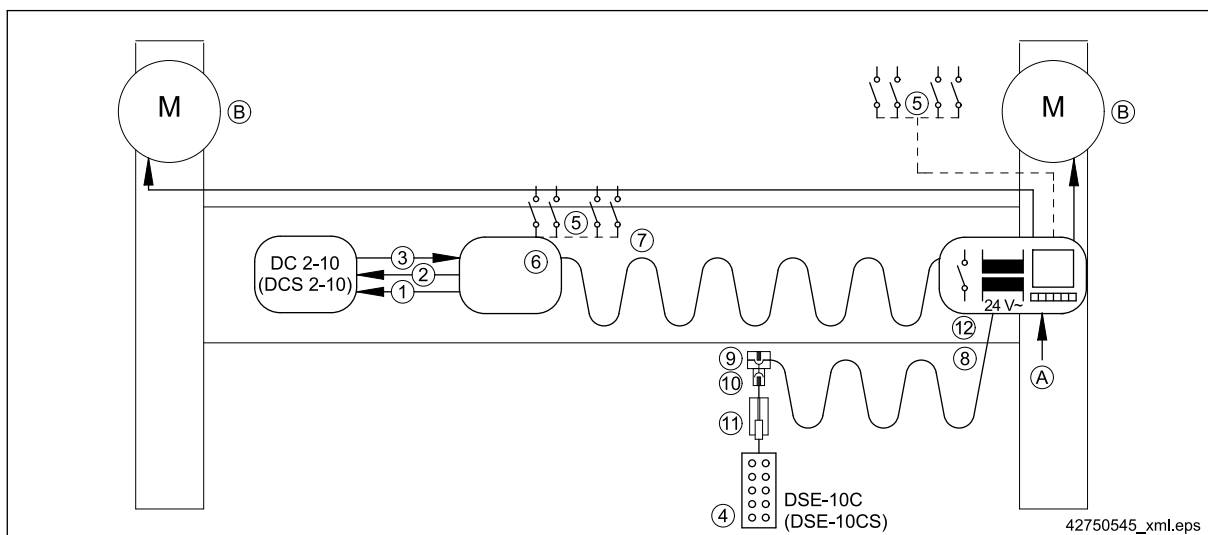 M
B
M
B
5
5
7
DC 2-10
(DCS 2-10)
3
2
1
6
24 V~
12
8
A
9
10
11
4
DSE-10C
(DSE-10CS)
42750545_xml.eps